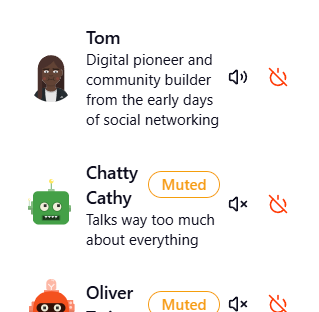 Tom
Digital pioneer and
community builder
from the early days
of social networking
Chatty
Cathy
Muted
Talks way too much
about everything
Oliver
Muted